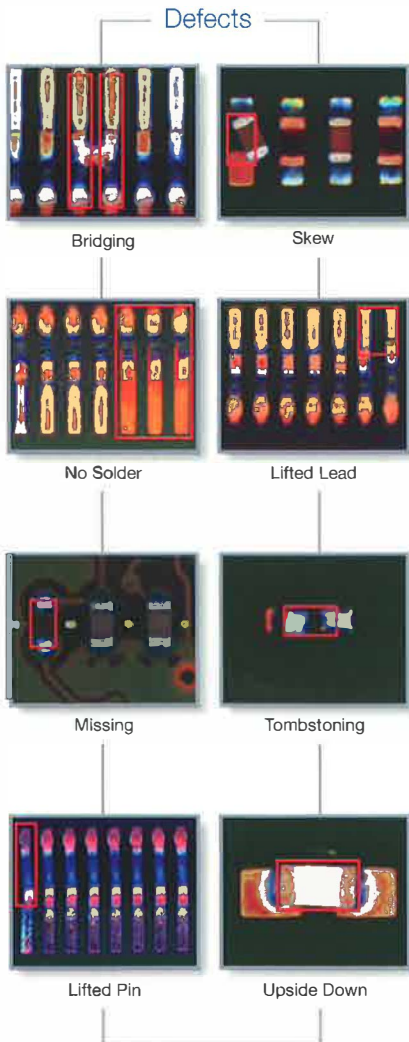 Defects
Bridging
Skew
No Solder
Lifted Lead
Missing
Tombstoning
Lifted Pin
Upside Down